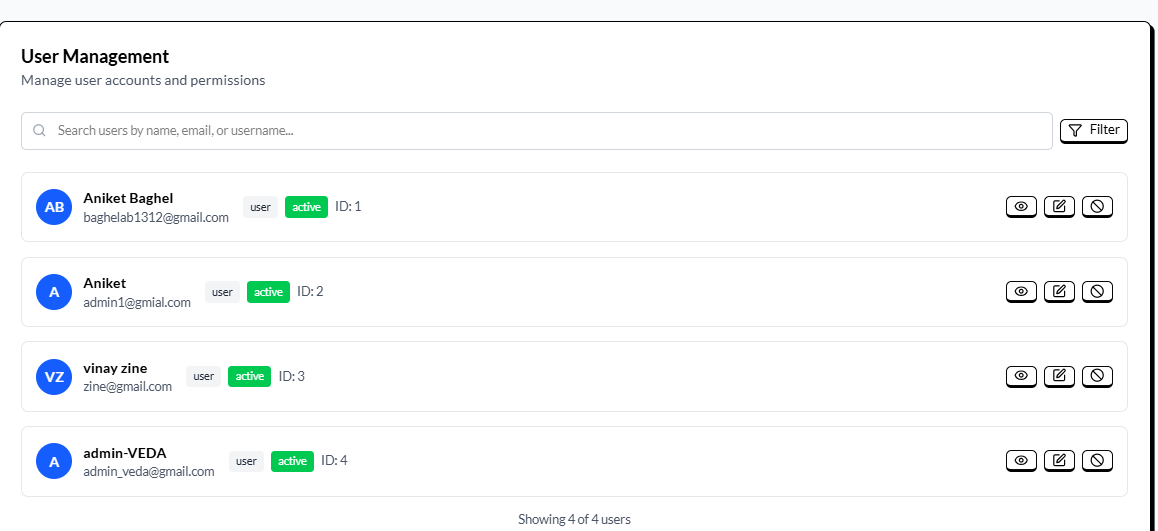 User Management
Manage user accounts and permissions
Search users by name, email, or username...
Filter
AB
Aniket Baghel
baghelab1312@gmail.com
user
active
ID: 1
A
Aniket
admin1@gmial.com
user
active
ID: 2
VZ
vinay zine
zine@gmail.com
user
active
ID: 3
A
admin-VEDA
admin_veda@gmail.com
user
active
ID: 4
Showing 4 of 4 users